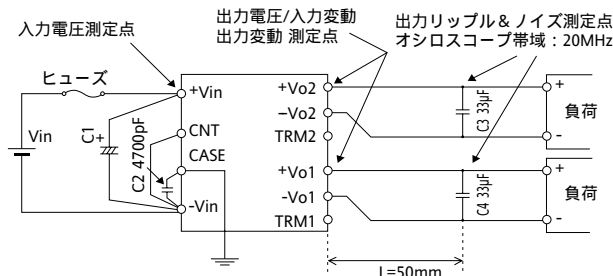 入力電圧測定点
出力電圧/入力変動
出力変動 測定点
出力リップル＆ノイズ測定点
オシロスコープ帯域：20MHz
ヒューズ
Vin
C1
+
C2 4700pF
+Vin
CNT
CASE
-Vin
+Vo2
−Vo2
TRM2
+Vo1
-Vo1
TRM1
C3 33μF
C4 33μF
+
負荷
-
+
負荷
-
L=50mm